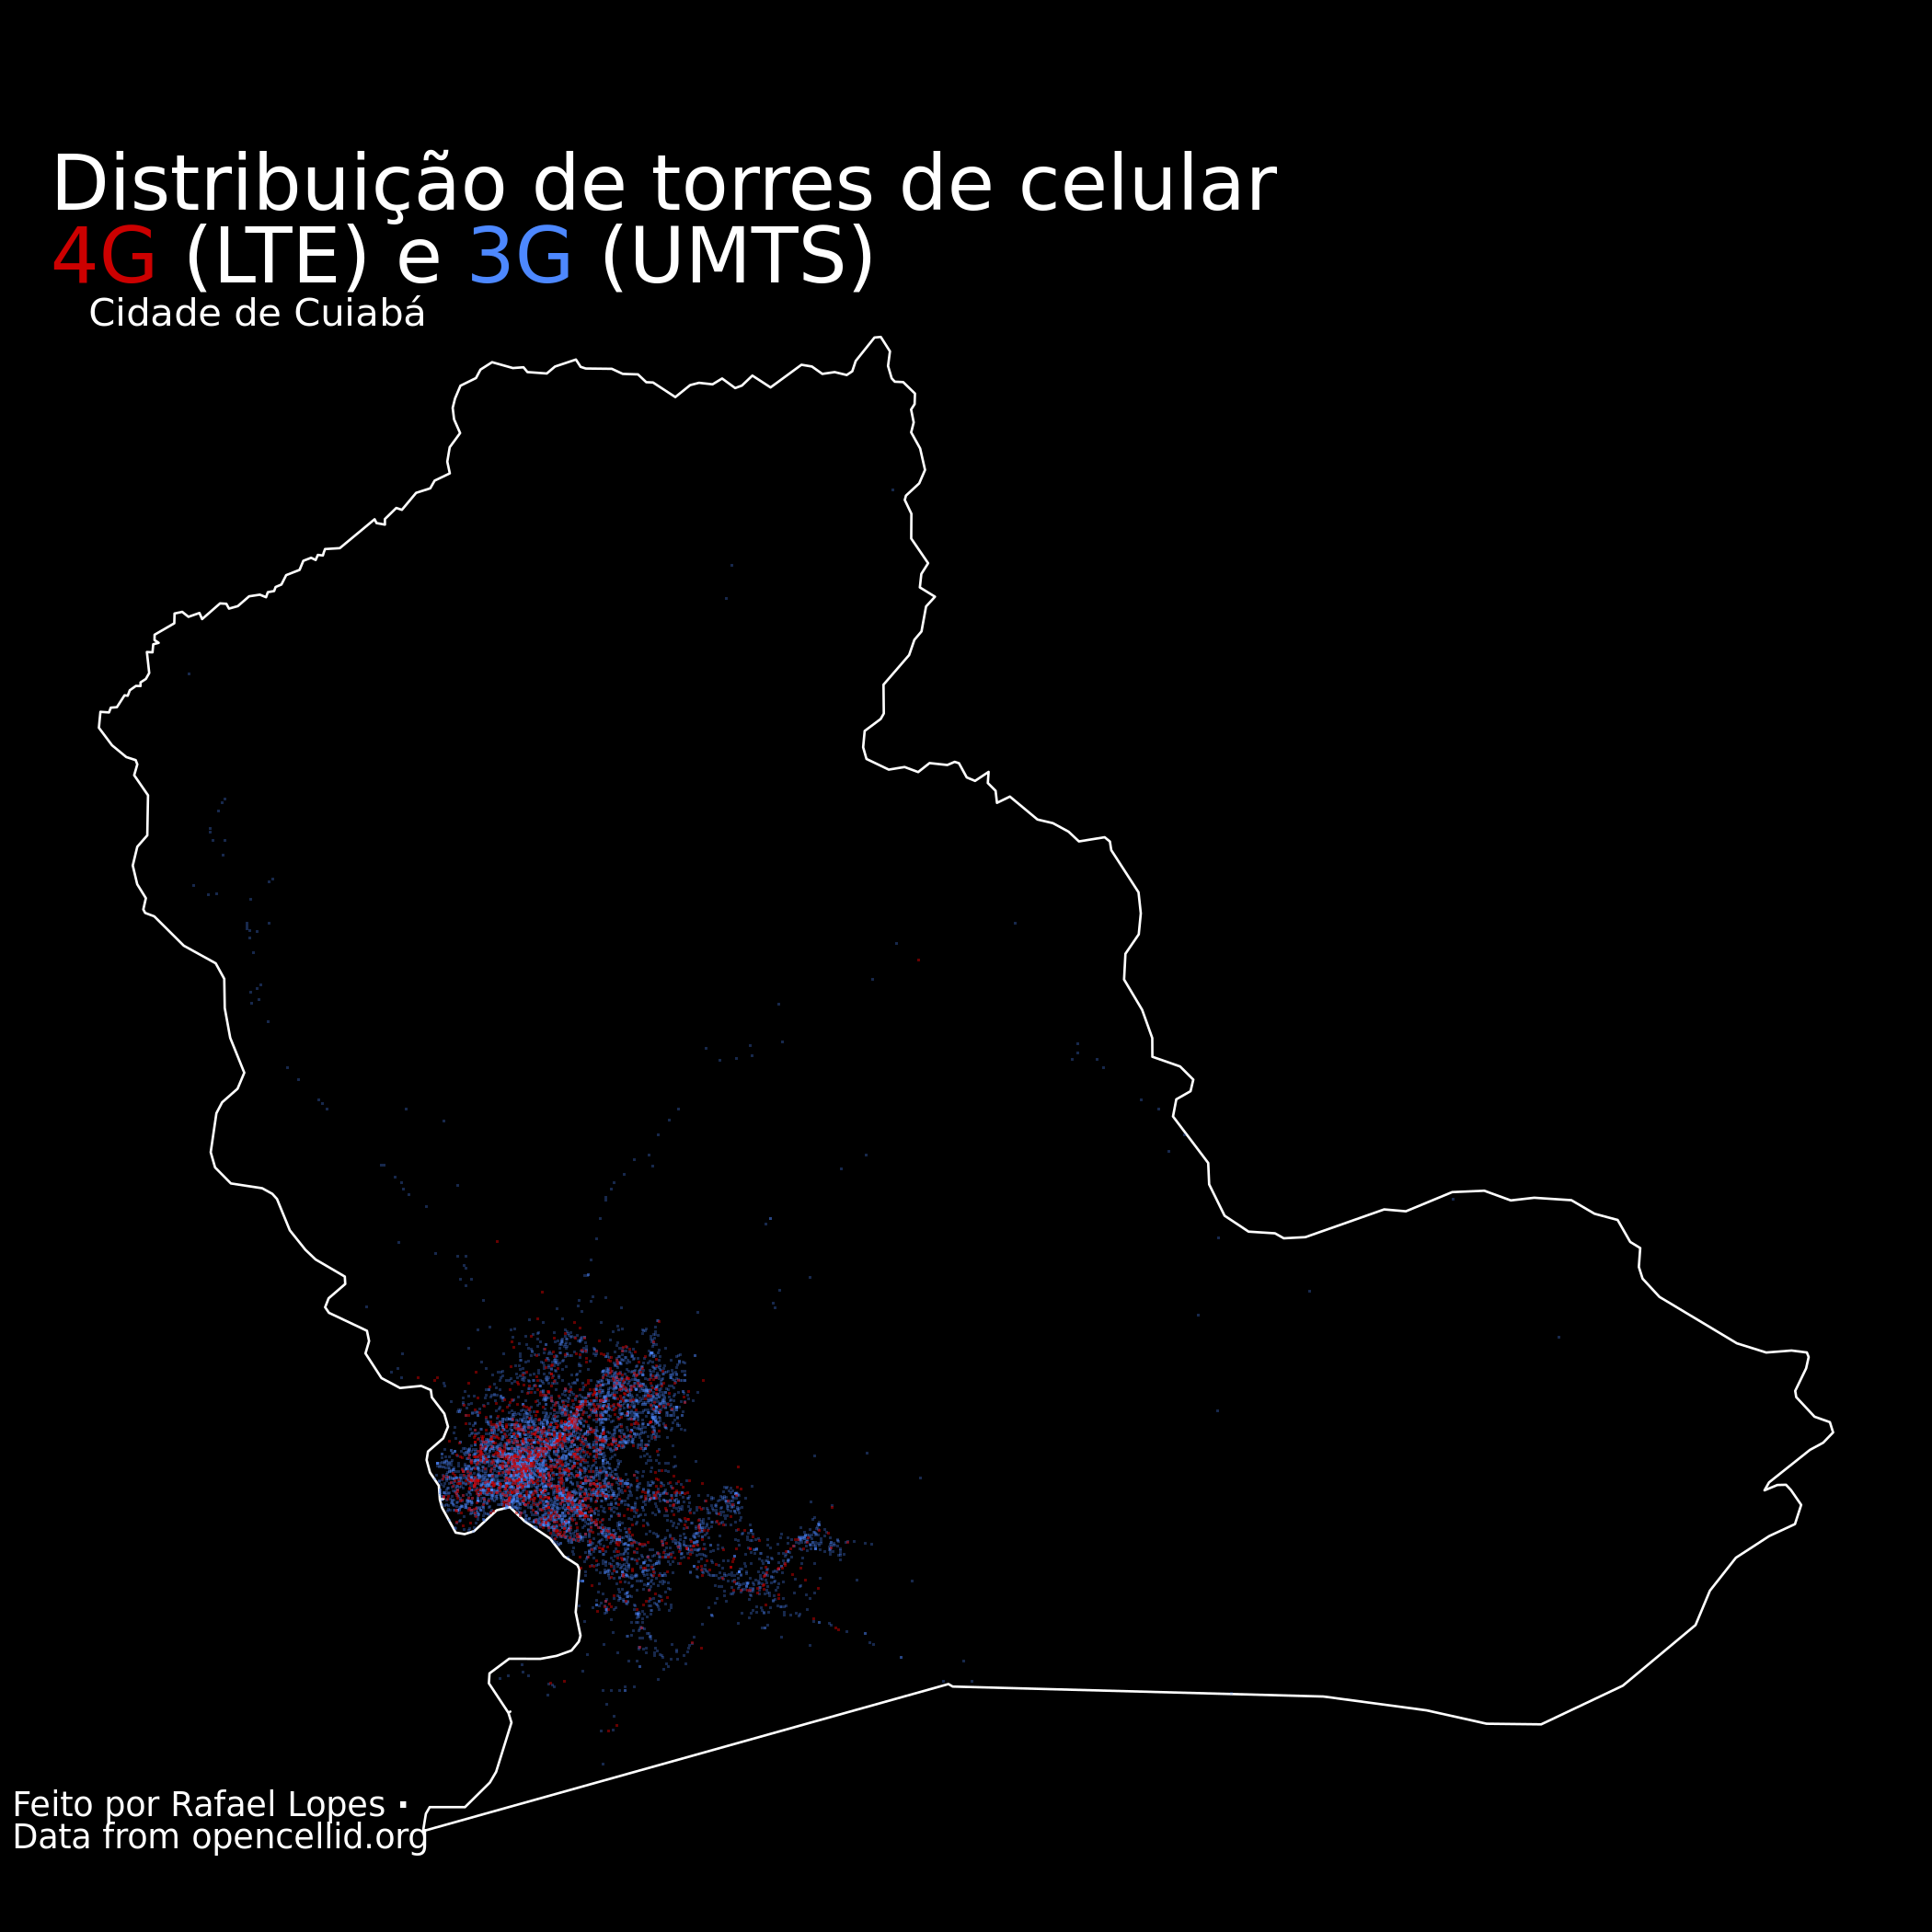 Distribuição de torres de celular
4G (LTE) e 3G (UMTS)
Cidade de Cuiabá
Feito por Rafael Lopes ·
Data from opencellid.org